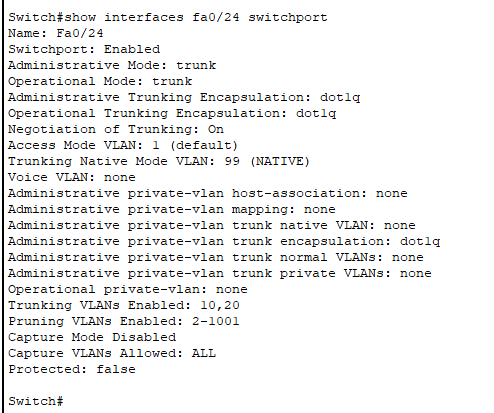 Switch#show interfaces fa0/24 switchport
Name: Fa0/24
Switchport: Enabled
Administrative Mode: trunk
Operational Mode: trunk
Administrative Trunking Encapsulation: dot1q
Operational Trunking Encapsulation: dot1q
Negotiation of Trunking: On
Access Mode VLAN: 1 (default)
Trunking Native Mode VLAN: 99 (NATIVE)
Voice VLAN: none
Administrative private-vlan host-association: none
Administrative private-vlan mapping: none
Administrative private-vlan trunk native VLAN: none
Administrative private-vlan trunk encapsulation: dot1q
Administrative private-vlan trunk normal VLANs: none
Administrative private-vlan trunk private VLANs: none
Operational private-vlan: none
Trunking VLANs Enabled: 10,20
Pruning VLANs Enabled: 2-1001
Capture Mode Disabled
Capture VLANs Allowed: ALL
Protected: false
Switch#